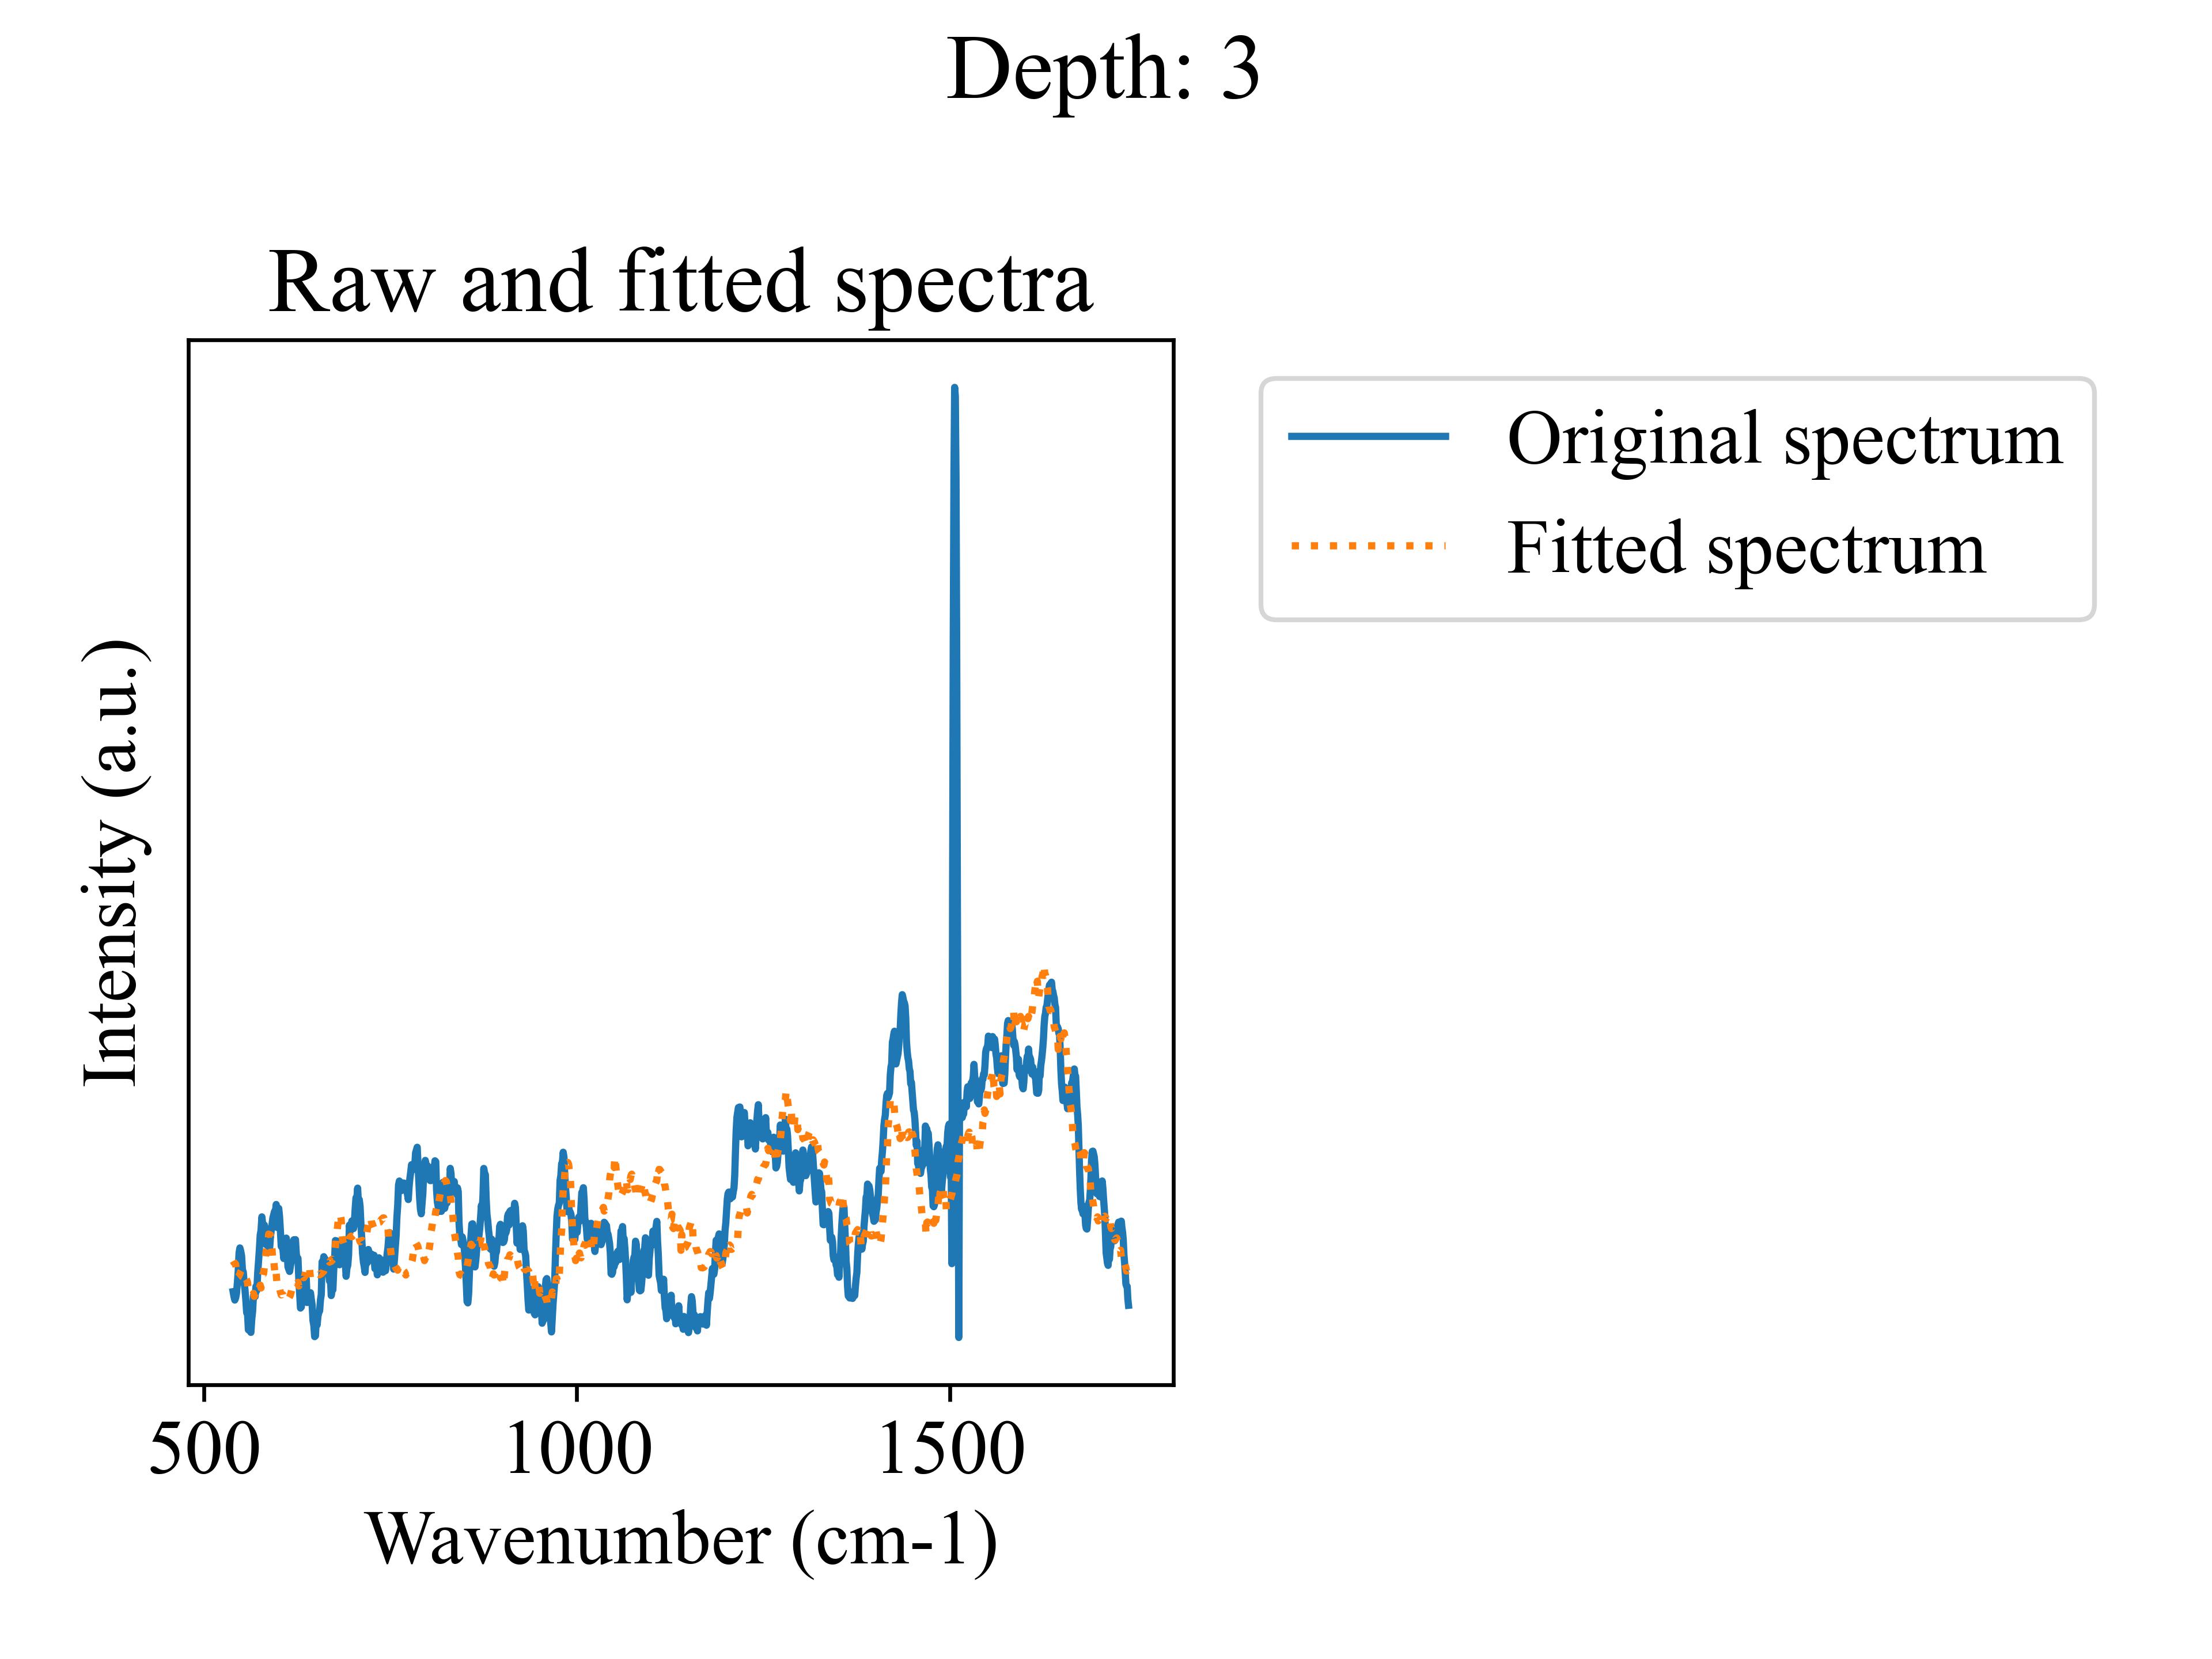 Depth: 3
Raw and fitted spectra
Original spectrum
Fitted spectrum
Intensity (a.u.)
500 1000 1500
Wavenumber (cm-1)